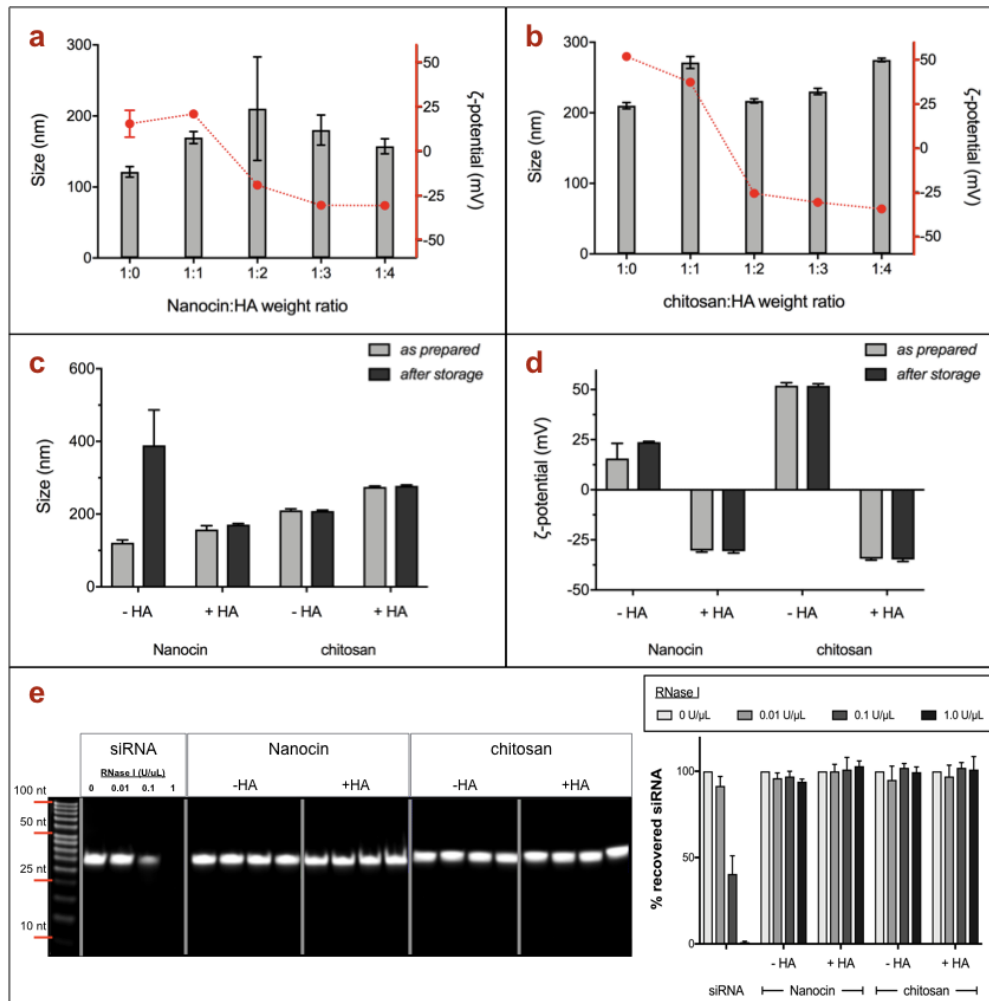 a
300
200
100
0
Size (nm)
50
25
0
-25
-50
ζ-potential (mV)
1:0 1:1 1:2 1:3 1:4
Nanocin:HA weight ratio
b
300
200
100
0
Size (nm)
50
25
0
-25
-50
ζ-potential (mV)
1:0 1:1 1:2 1:3 1:4
chitosan:HA weight ratio
c
as prepared
after storage
600
400
200
0
Size (nm)
- HA + HA - HA + HA
Nanocin chitosan
d
as prepared
after storage
50
25
0
-25
-50
ζ-potential (mV)
- HA + HA - HA + HA
Nanocin chitosan
e
siRNA Nanocin chitosan
RNase I (U/uL)
0 0.01 0.1 1
-HA +HA -HA +HA
100 nt
50 nt
25 nt
10 nt
RNase I
0 U/µL 0.01 U/µL 0.1 U/µL 1.0 U/µL
100
50
0
% recovered siRNA
- HA + HA - HA + HA
siRNA Nanocin chitosan